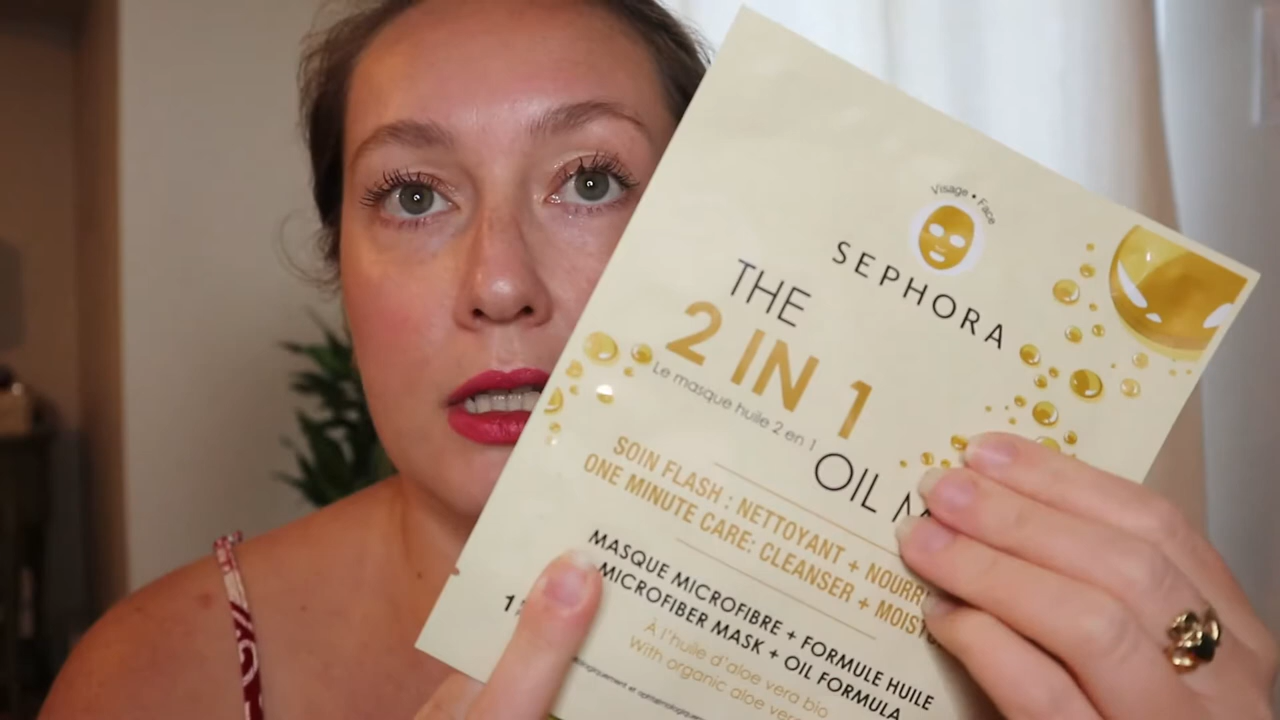 Visage • Face
SEPHORA
THE
2 IN 1
Le masque huile 2 en 1
OIL
SOIN FLASH : NETTOYANT +
ONE MINUTE CARE: CLEANSER +
MASQUE MICROFIBRE + FORMULE HUILE
MICROFIBER MASK + OIL FORMULA
À l'huile d'aloe vera bio
With organic aloe vera